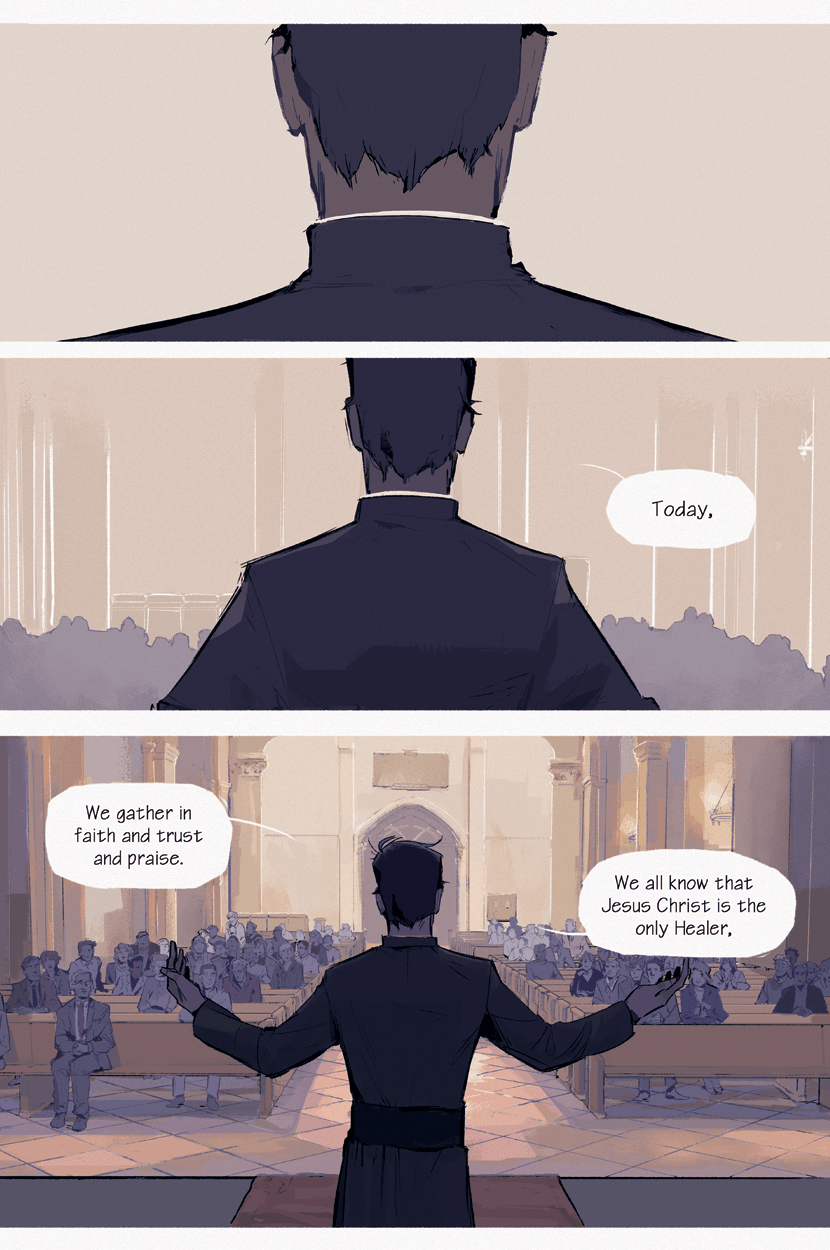 Today,
We gather in
faith and trust
and praise.
We all know that
Jesus Christ is the
only Healer,